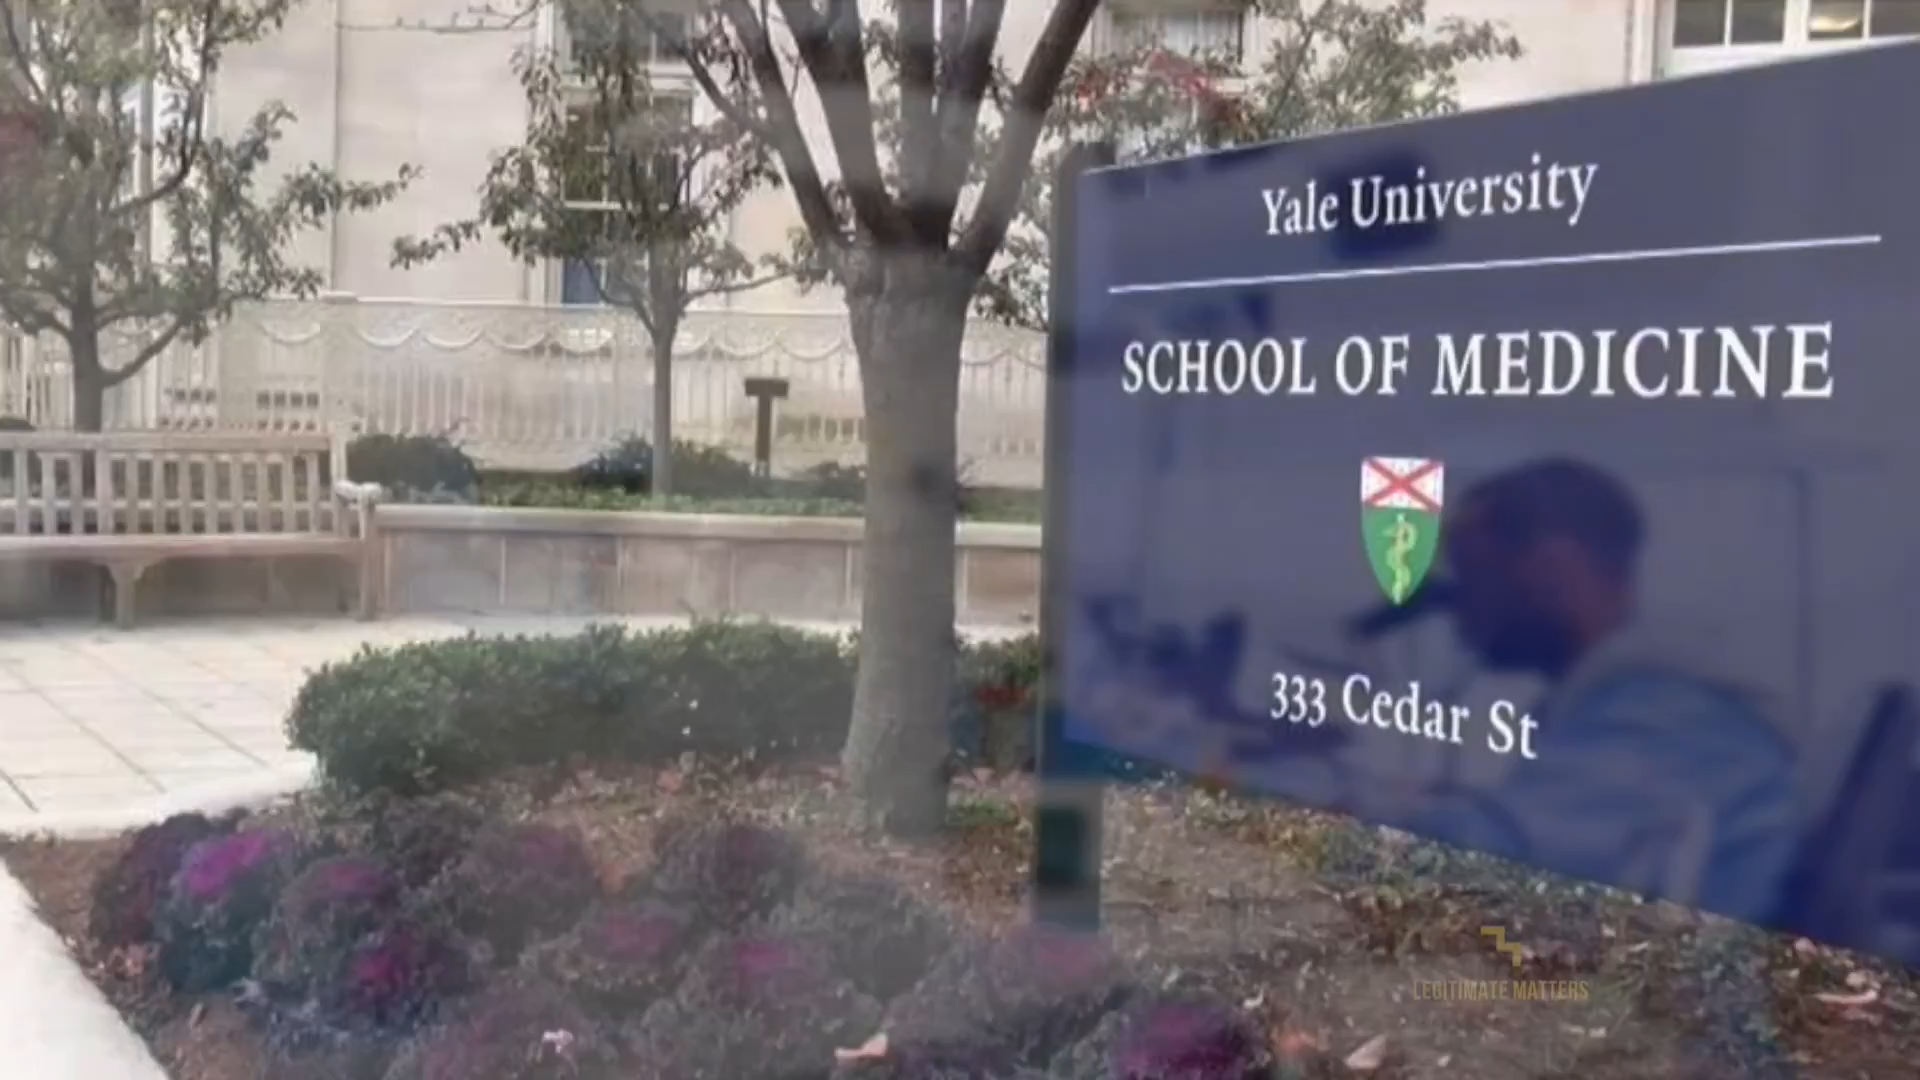 Yale University
SCHOOL OF MEDICINE
333 Cedar St
LEGITIMATE MATTERS